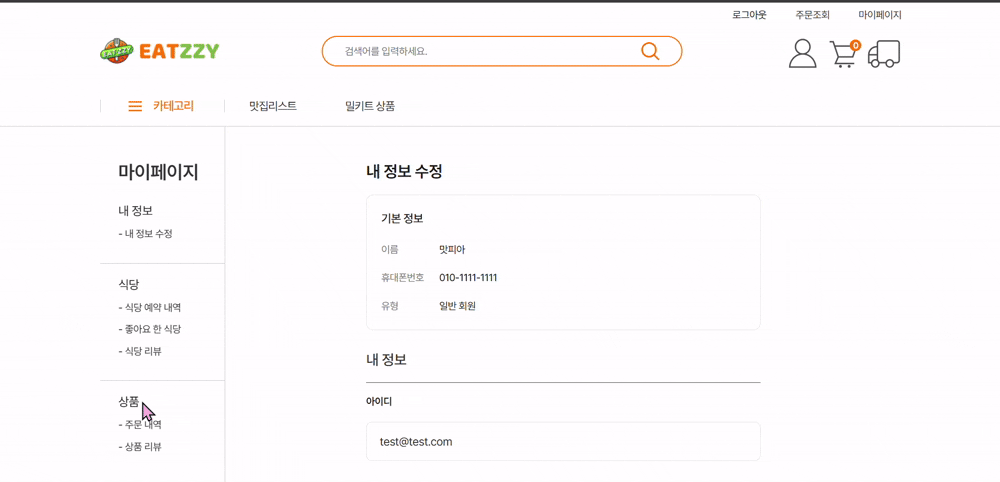 로그아웃 주문조회 마이페이지
EATZZY EATZZY 검색어를 입력하세요. 0
카테고리 맛집리스트 밀키트 상품
마이페이지
내 정보
- 내 정보 수정
식당
- 식당 예약 내역
- 좋아요 한 식당
- 식당 리뷰
상품
- 주문 내역
- 상품 리뷰
내 정보 수정
기본 정보
이름 맛피아
휴대폰번호 010-1111-1111
유형 일반 회원
내 정보
아이디
test@test.com